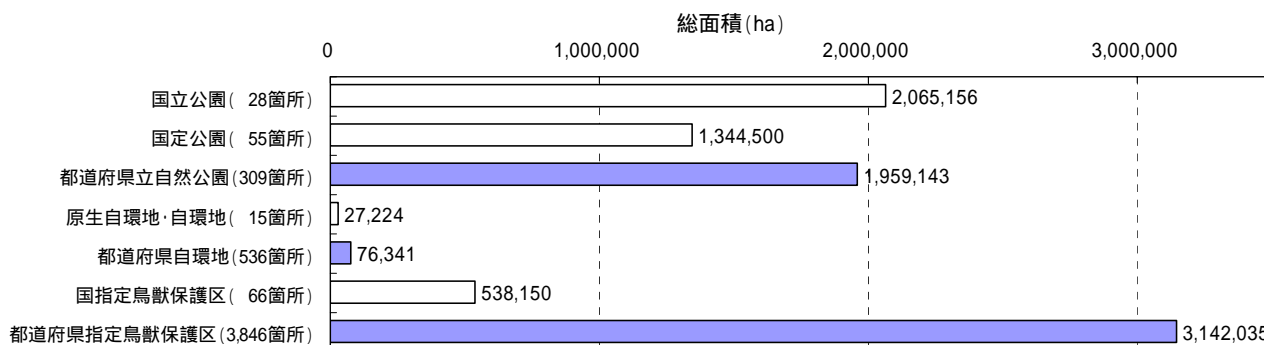 総面積(ha)
0 1,000,000 2,000,000 3,000,000
国立公園( 28箇所) 2,065,156
国定公園( 55箇所) 1,344,500
都道府県立自然公園(309箇所) 1,959,143
原生自環地・自環地( 15箇所) 27,224
都道府県自環地(536箇所) 76,341
国指定鳥獣保護区( 66箇所) 538,150
都道府県指定鳥獣保護区(3,846箇所) 3,142,035